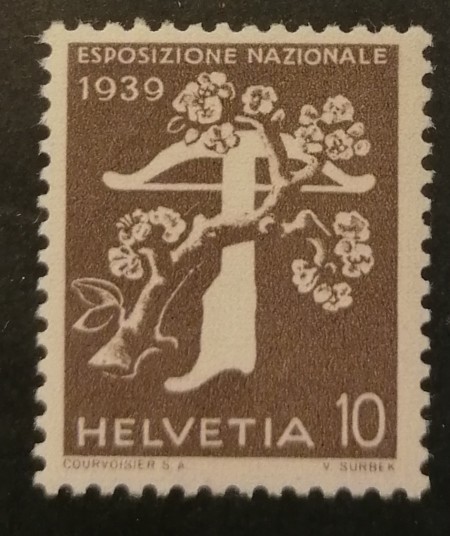 ESPOSIZIONE NAZIONALE
1939
HELVETIA 10
COURVOISIER S.A. V. SURBEK